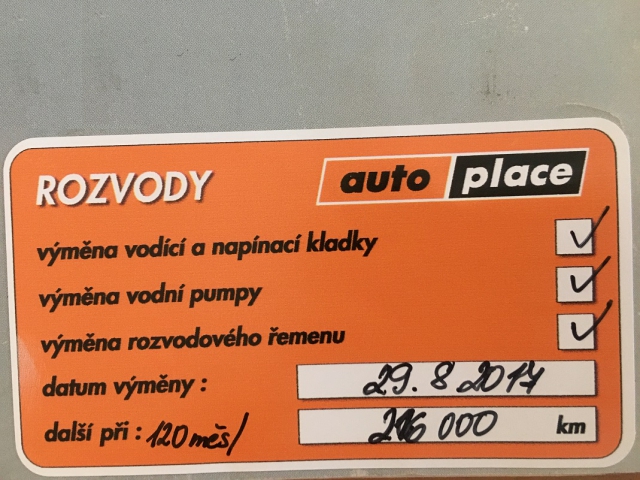 ROZVODY auto place
výměna vodící a napínací kladky
výměna vodní pumpy
výměna rozvodového řemenu
datum výměny : 29. 8 2017
další při : 120 měs/ 216 000 km